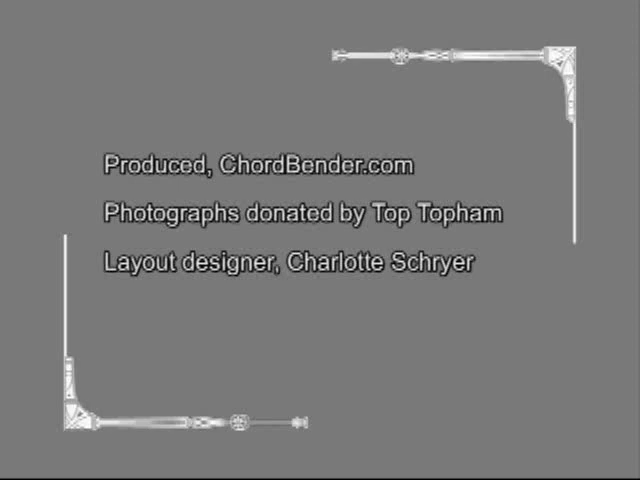 Produced, ChordBender.com
Photographs donated by Top Topham
Layout designer, Charlotte Schryer